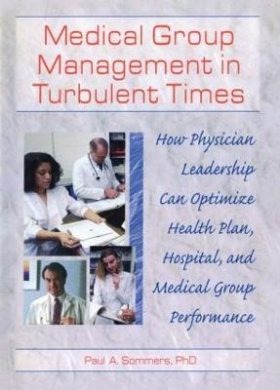 Medical Group
Management in
Turbulent Times
How Physician
Leadership
Can Optimize
Health Plan,
Hospital, and
Medical Group
Performance
Paul A. Sommers, PhD